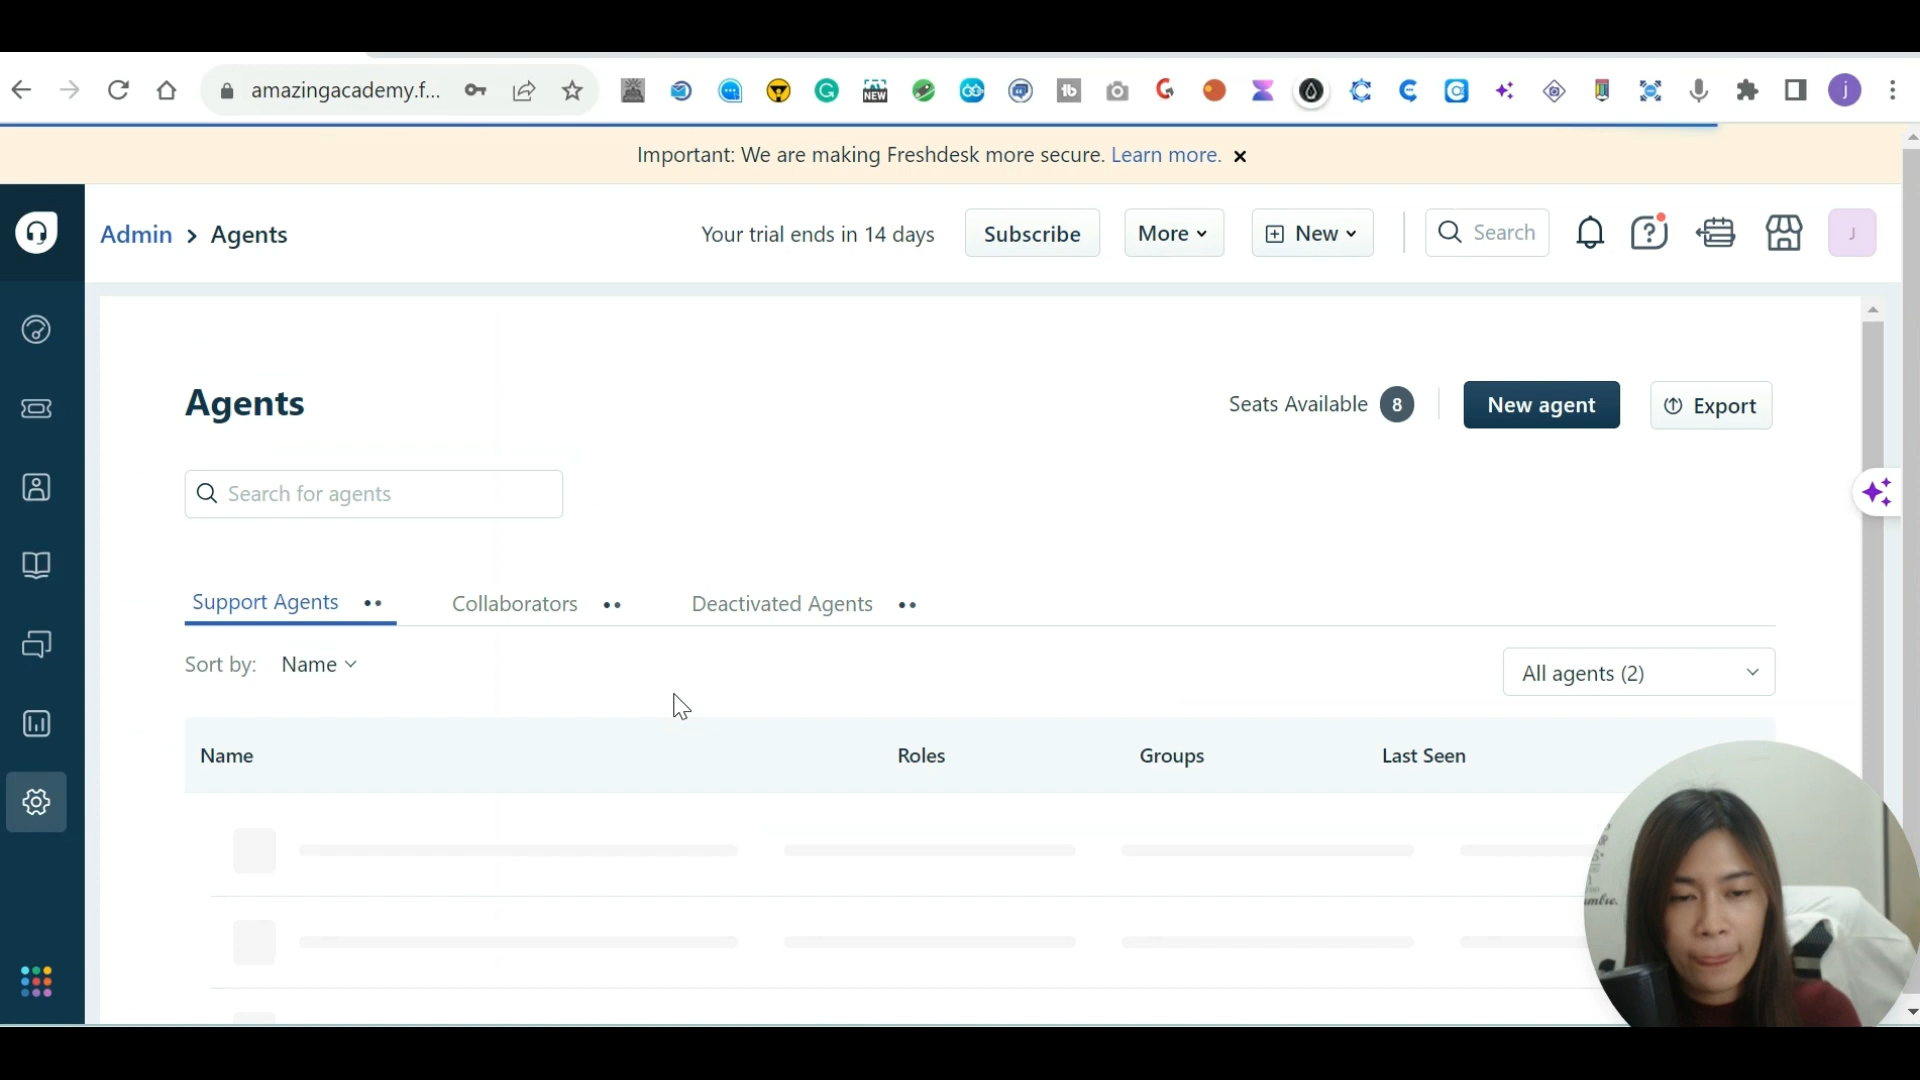 amazingacademy.f...
NEW
Important: We are making Freshdesk more secure. Learn more.
Admin > Agents
Your trial ends in 14 days
Subscribe
More
New
Search
J
j
Agents
Seats Available 8
New agent
Export
Search for agents
Support Agents
Collaborators
Deactivated Agents
Sort by: Name
All agents (2)
Name
Roles
Groups
Last Seen